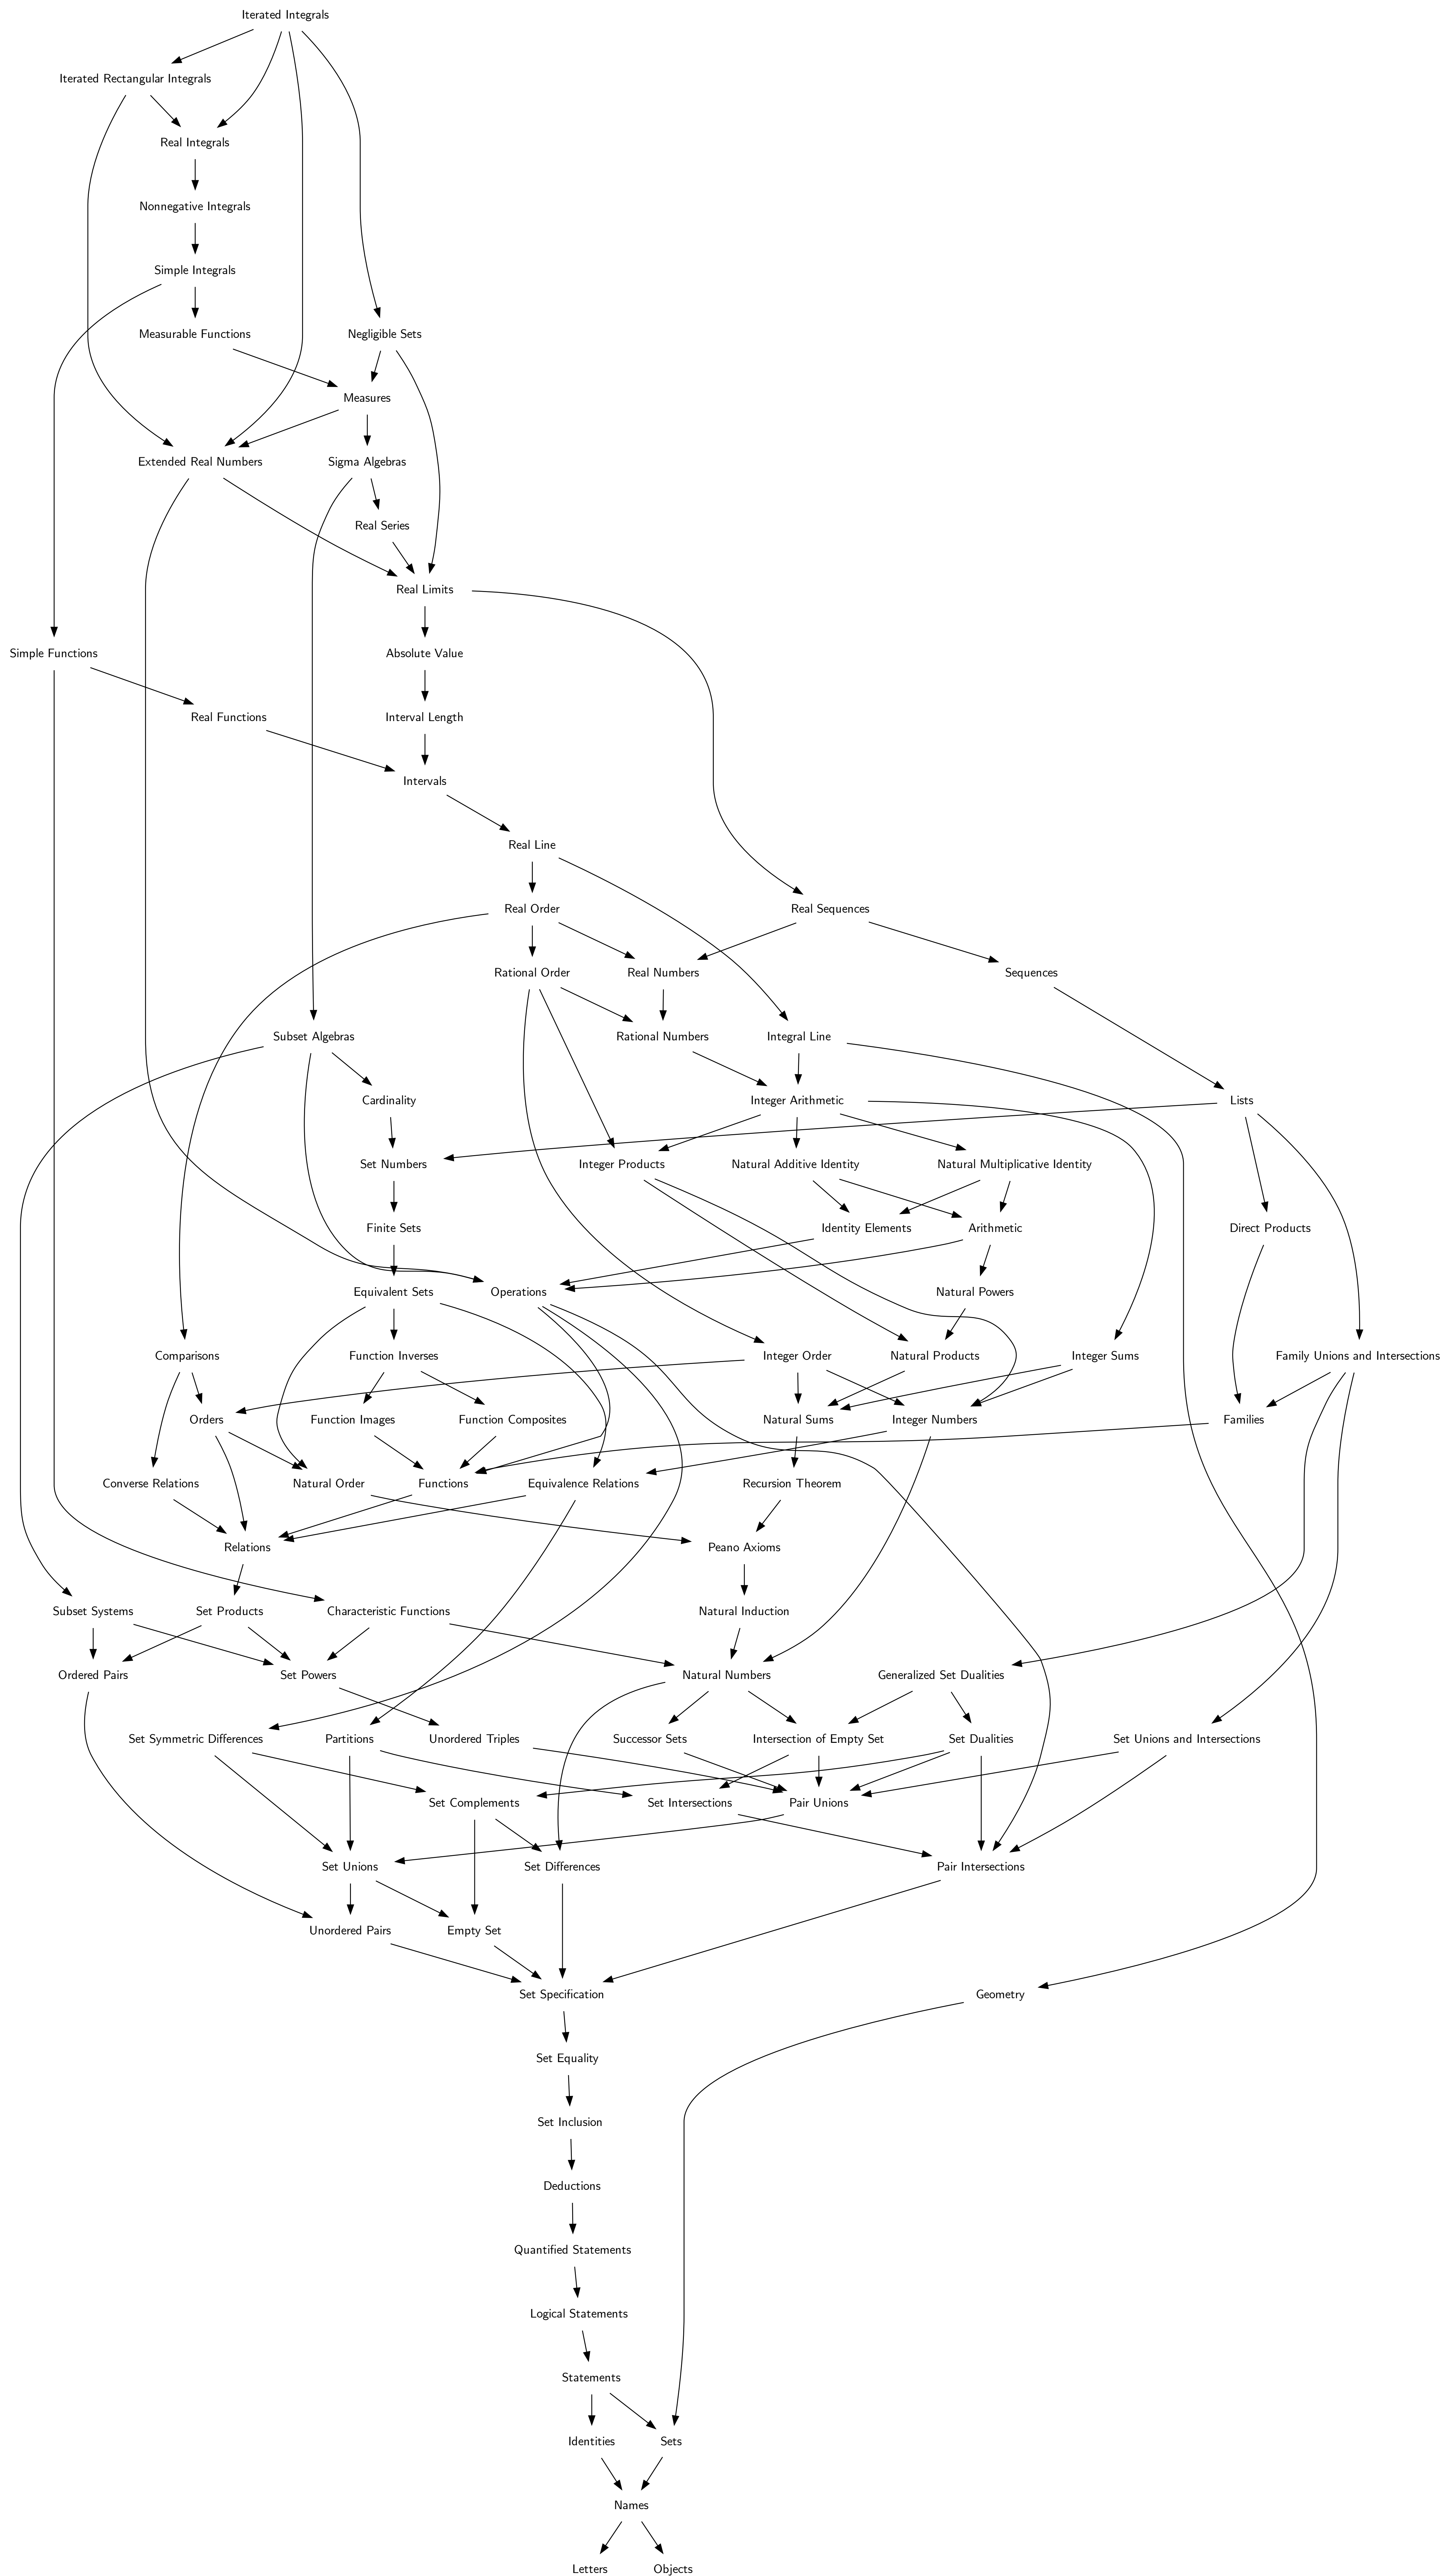 Iterated Integrals
Iterated Rectangular Integrals
Real Integrals
Nonnegative Integrals
Simple Integrals
Measurable Functions
Negligible Sets
Measures
Extended Real Numbers
Sigma Algebras
Real Series
Real Limits
Simple Functions
Absolute Value
Real Functions
Interval Length
Intervals
Real Line
Real Order
Real Sequences
Rational Order
Real Numbers
Sequences
Subset Algebras
Rational Numbers
Integral Line
Cardinality
Integer Arithmetic
Lists
Set Numbers
Integer Products
Natural Additive Identity
Natural Multiplicative Identity
Finite Sets
Identity Elements
Arithmetic
Direct Products
Equivalent Sets
Operations
Natural Powers
Comparisons
Function Inverses
Integer Order
Natural Products
Integer Sums
Family Unions and Intersections
Orders
Function Images
Function Composites
Natural Sums
Integer Numbers
Families
Converse Relations
Natural Order
Functions
Equivalence Relations
Recursion Theorem
Relations
Peano Axioms
Subset Systems
Set Products
Characteristic Functions
Natural Induction
Ordered Pairs
Set Powers
Natural Numbers
Generalized Set Dualities
Set Symmetric Differences
Partitions
Unordered Triples
Successor Sets
Intersection of Empty Set
Set Dualities
Set Unions and Intersections
Set Complements
Set Intersections
Pair Unions
Set Unions
Set Differences
Pair Intersections
Unordered Pairs
Empty Set
Set Specification
Geometry
Set Equality
Set Inclusion
Deductions
Quantified Statements
Logical Statements
Statements
Identities
Sets
Names
Letters
Objects